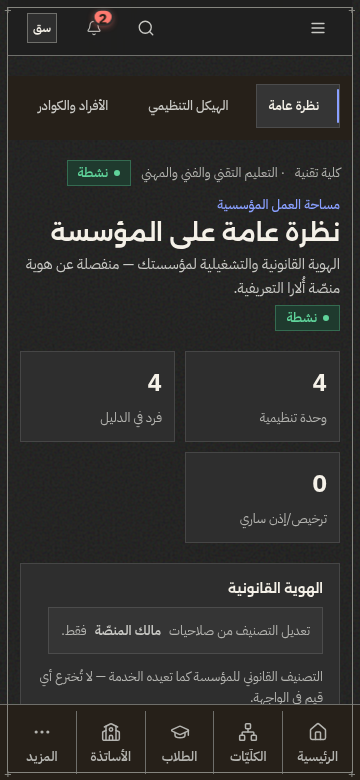 سق
2
نظرة عامة
الهيكل التنظيمي
الأفراد والكوادر
كلية تقنية · التعليم التقني والفني والمهني
نشطة
مساحة العمل المؤسسية
نظرة عامة على المؤسسة
الهوية القانونية والتشغيلية لمؤسستك — منفصلة عن هوية
منصّة ألارا التعريفية.
نشطة
4
وحدة تنظيمية
4
فرد في الدليل
0
ترخيص/إذن ساري
الهوية القانونية
تعديل التصنيف من صلاحيات مالك المنصّة فقط.
التصنيف القانوني للمؤسسة كما تعيده الخدمة — لا تُخترع أي
قيم في الواجهة.
الرئيسية
الكليّات
الطلاب
الأساتذة
المزيد